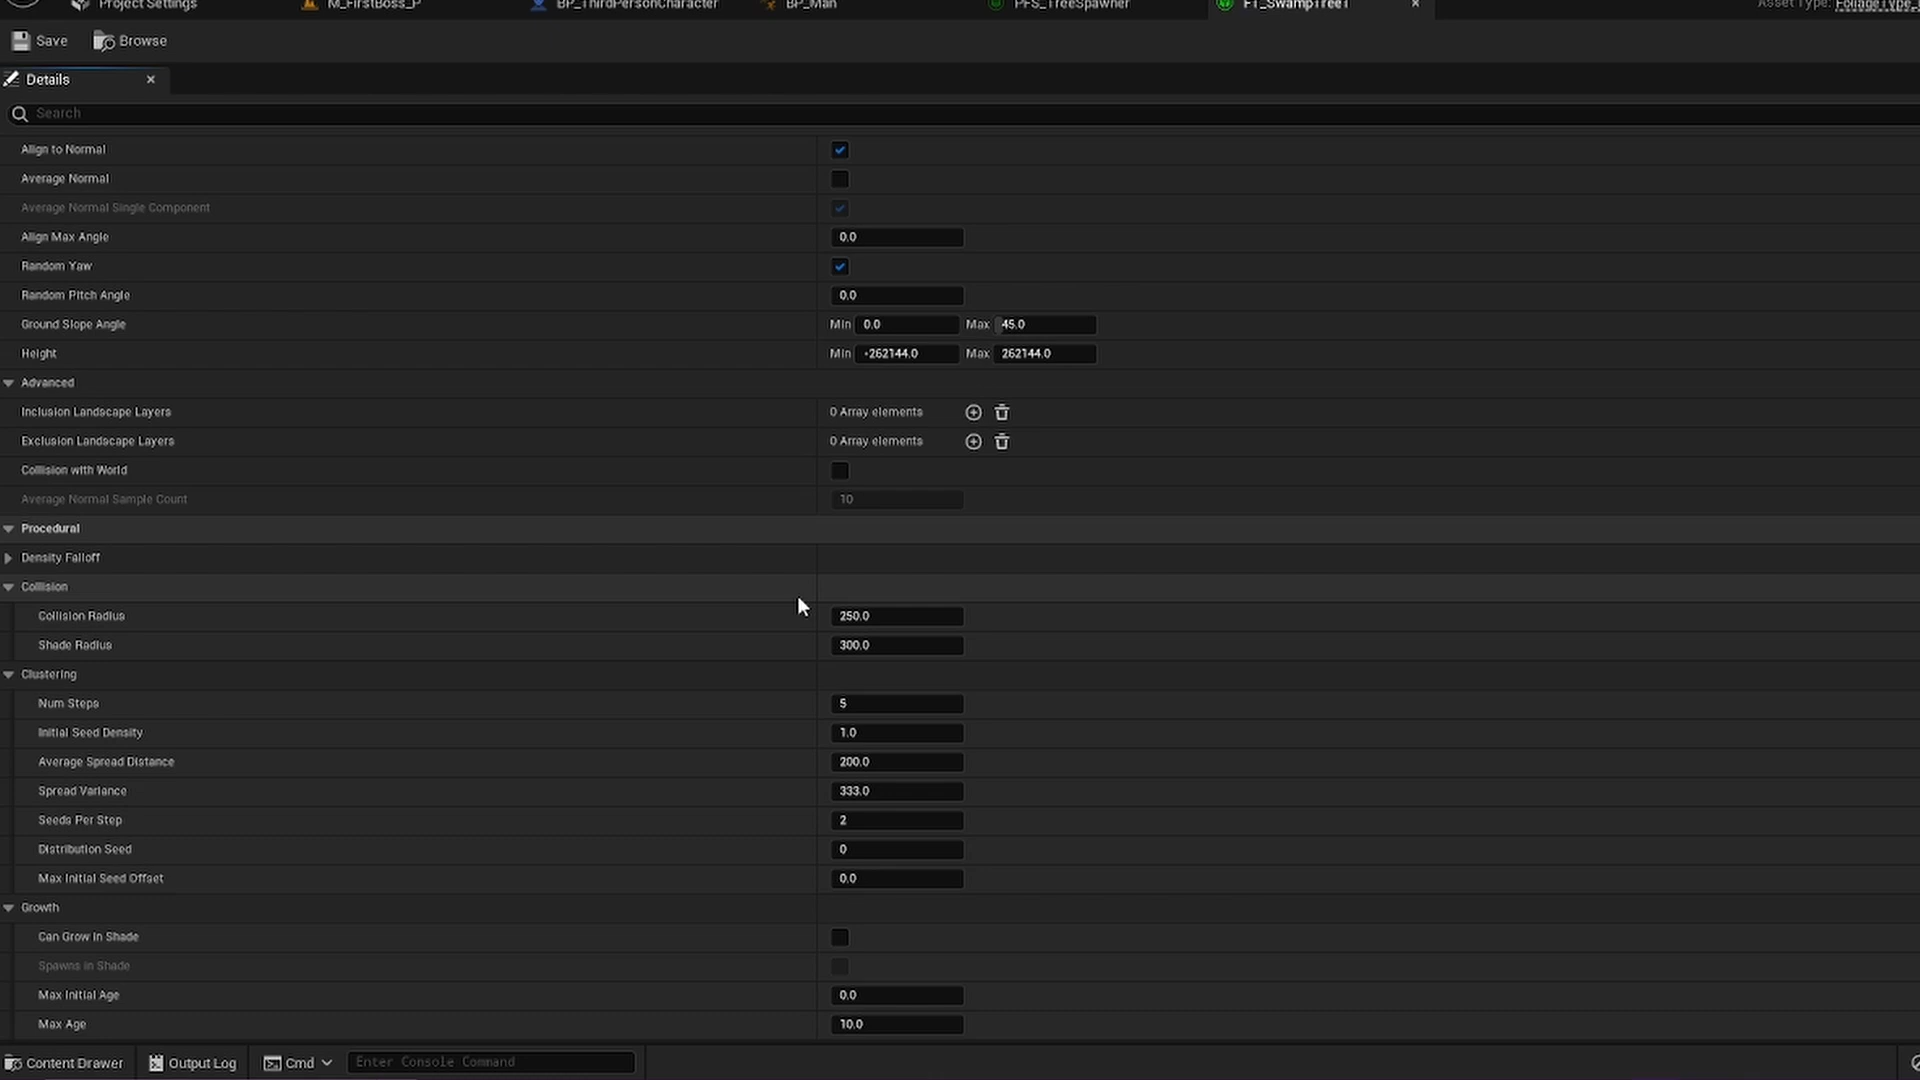 Project Settings M_FirstBoss_P BP_ThirdPersonCharacter BP_Man PFS_TreeSpawner FT_SwampTree1 Asset Type:
Save Browse
Details
Search
Align to Normal
Average Normal
Average Normal Single Component
Align Max Angle 0.0
Random Yaw
Random Pitch Angle 0.0
Ground Slope Angle Min 0.0 Max 45.0
Height Min -262144.0 Max 262144.0
Advanced
Inclusion Landscape Layers 0 Array elements
Exclusion Landscape Layers 0 Array elements
Collision with World
Average Normal Sample Count 10
Procedural
Density Falloff
Collision
Collision Radius 250.0
Shade Radius 300.0
Clustering
Num Steps 5
Initial Seed Density 1.0
Average Spread Distance 200.0
Spread Variance 333.0
Seeds Per Step 2
Distribution Seed 0
Max Initial Seed Offset 0.0
Growth
Can Grow in Shade
Spawns in Shade
Max Initial Age 0.0
Max Age 10.0
Content Drawer Output Log Cmd Enter Console Command